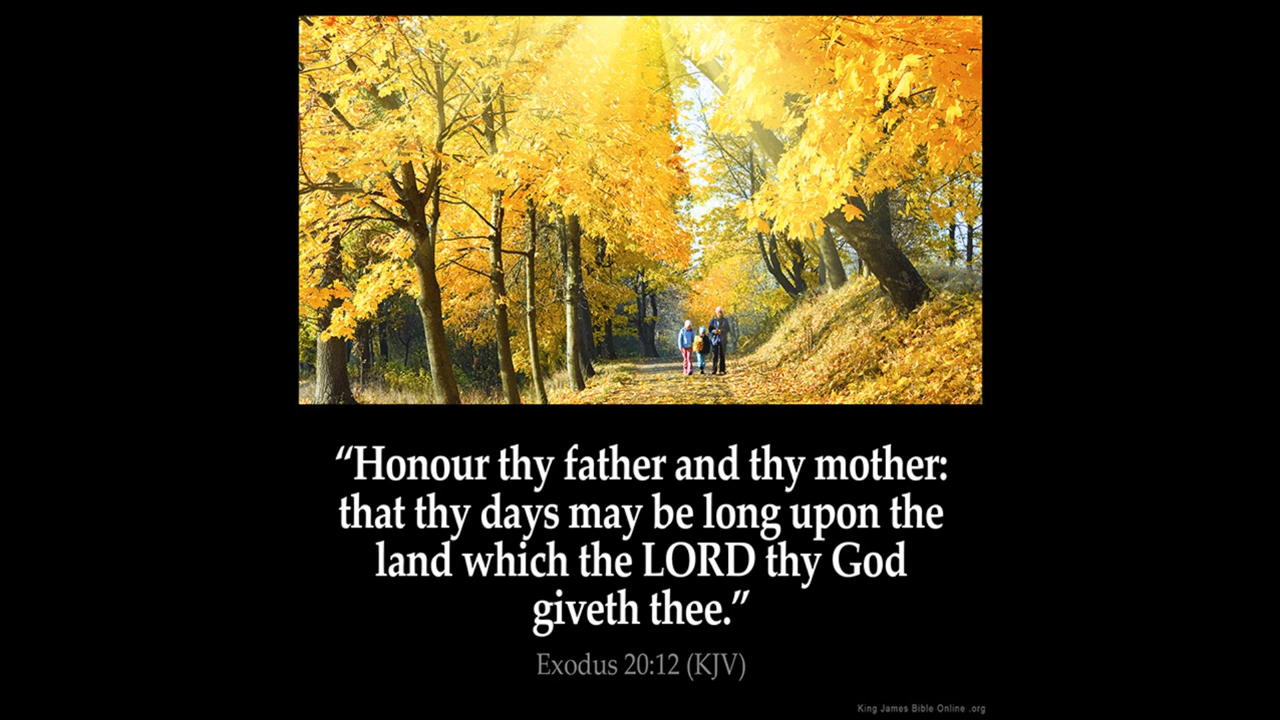 “Honour thy father and thy mother:
that thy days may be long upon the
land which the LORD thy God
giveth thee.”
Exodus 20:12 (KJV)
King James Bible Online .org